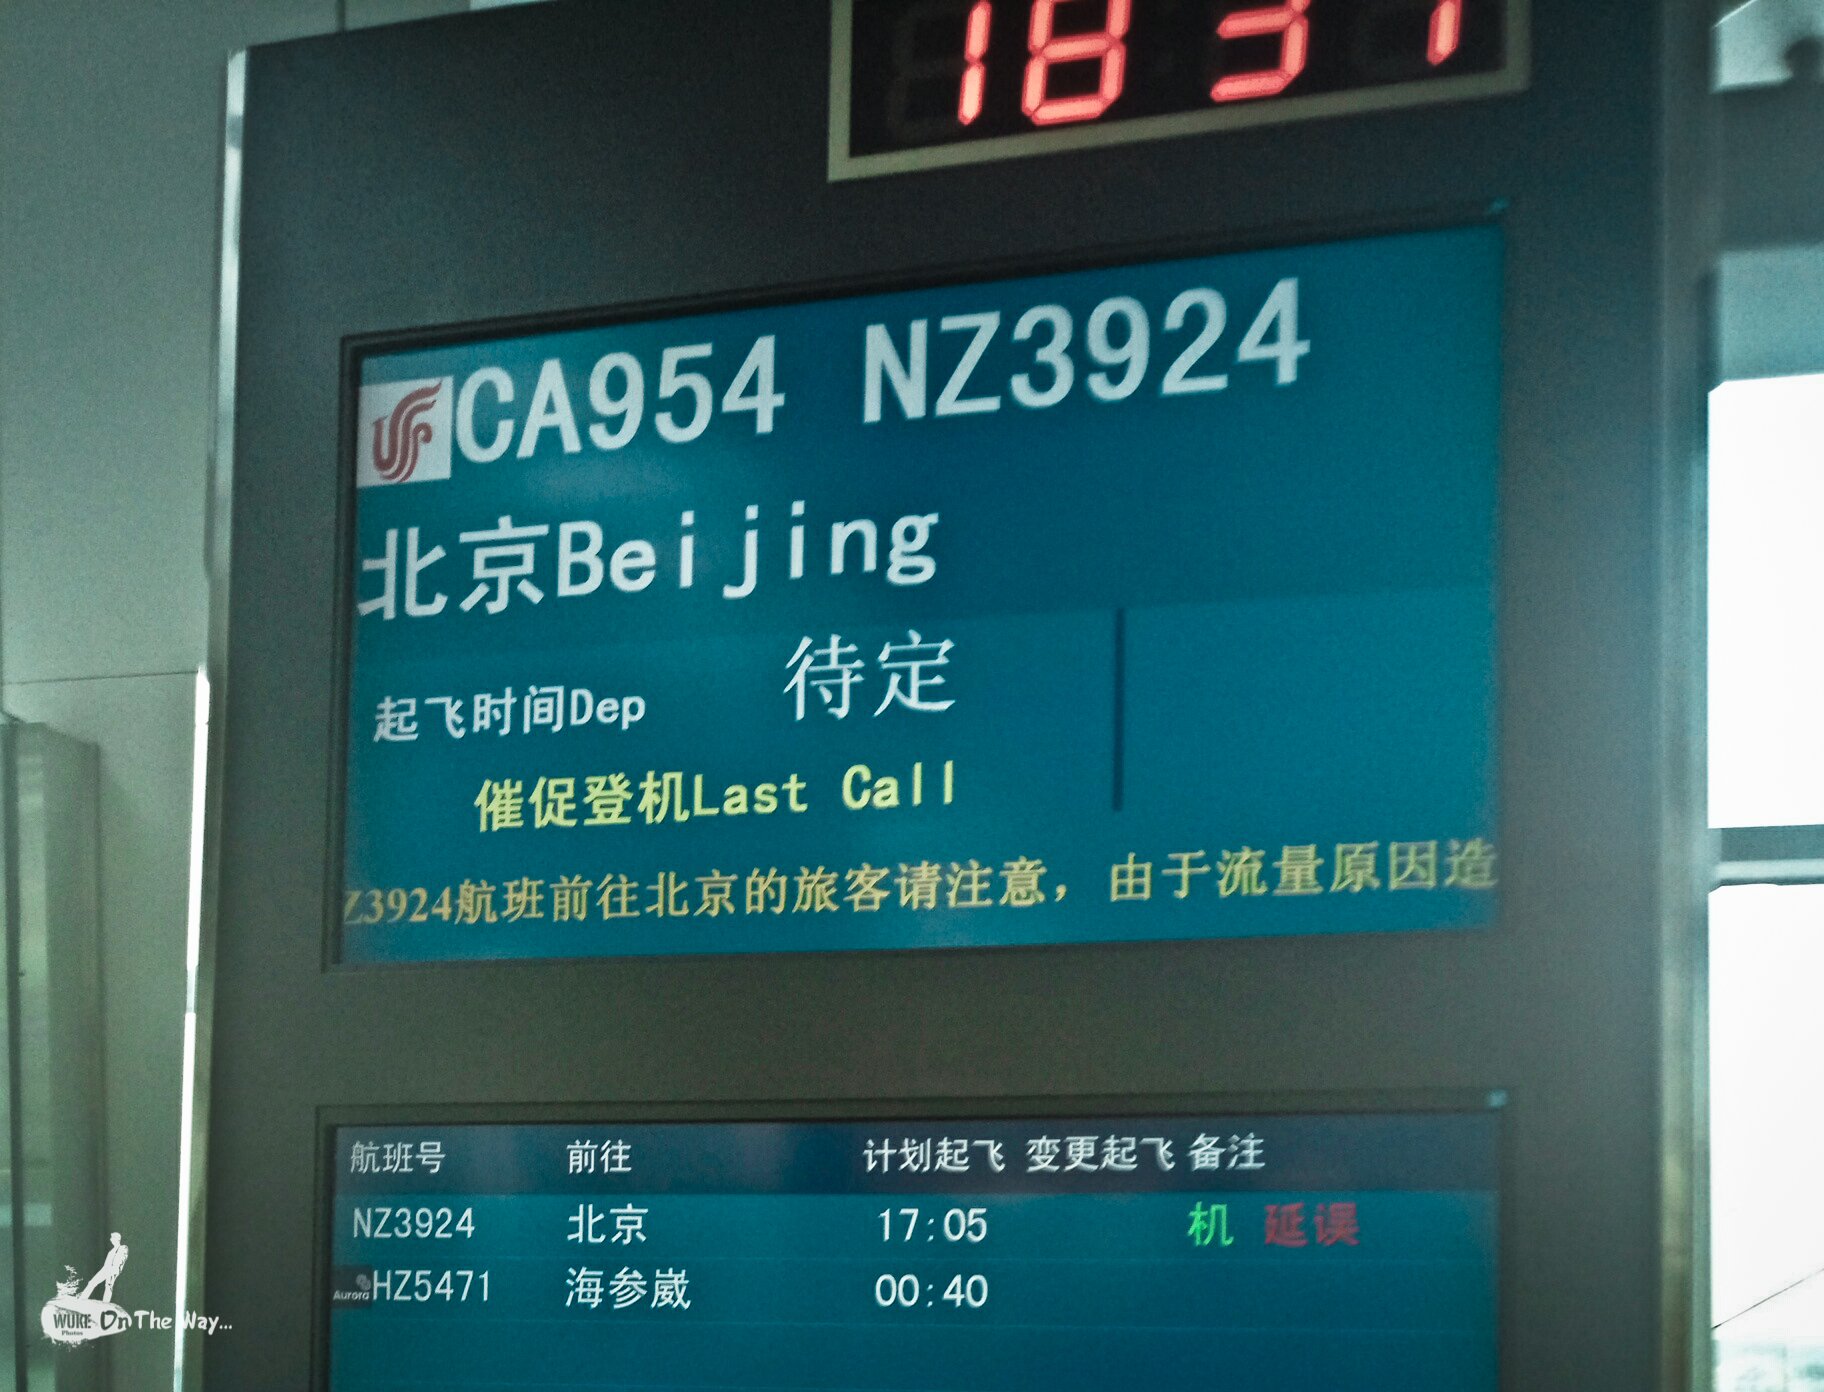 18 31
CA954 NZ3924
北京Beijing
起飞时间Dep 待定
催促登机Last Call
Z3924航班前往北京的旅客请注意，由于流量原因造
航班号 前往 计划起飞 变更起飞 备注
NZ3924 北京 17:05 机 延误
Aurora HZ5471 海参崴 00:40
WUKE On The Way...
Photos